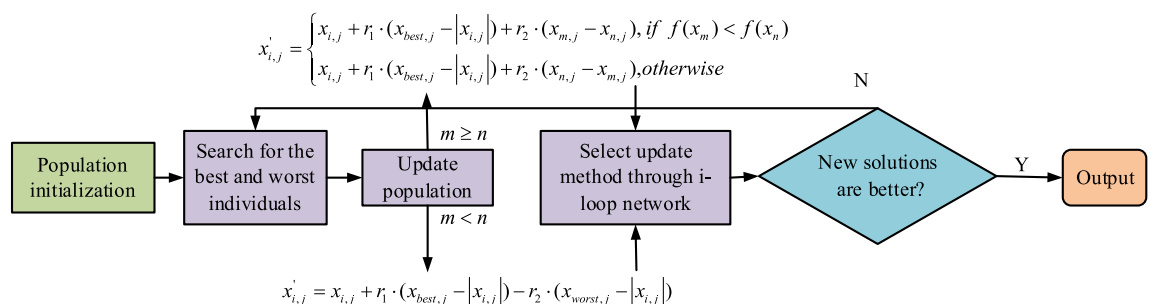 x'_{i,j} = { x_{i,j} + r_1 · (x_{best,j} − |x_{i,j}|) + r_2 · (x_{m,j} − x_{n,j}), if f(x_m) < f(x_n)
x_{i,j} + r_1 · (x_{best,j} − |x_{i,j}|) + r_2 · (x_{n,j} − x_{m,j}), otherwise
N
Population
initialization
Search for the
best and worst
individuals
m ≥ n
Update
population
m < n
Select update
method through i-
loop network
New solutions
are better?
Y
Output
x'_{i,j} = x_{i,j} + r_1 · (x_{best,j} − |x_{i,j}|) − r_2 · (x_{worst,j} − |x_{i,j}|)